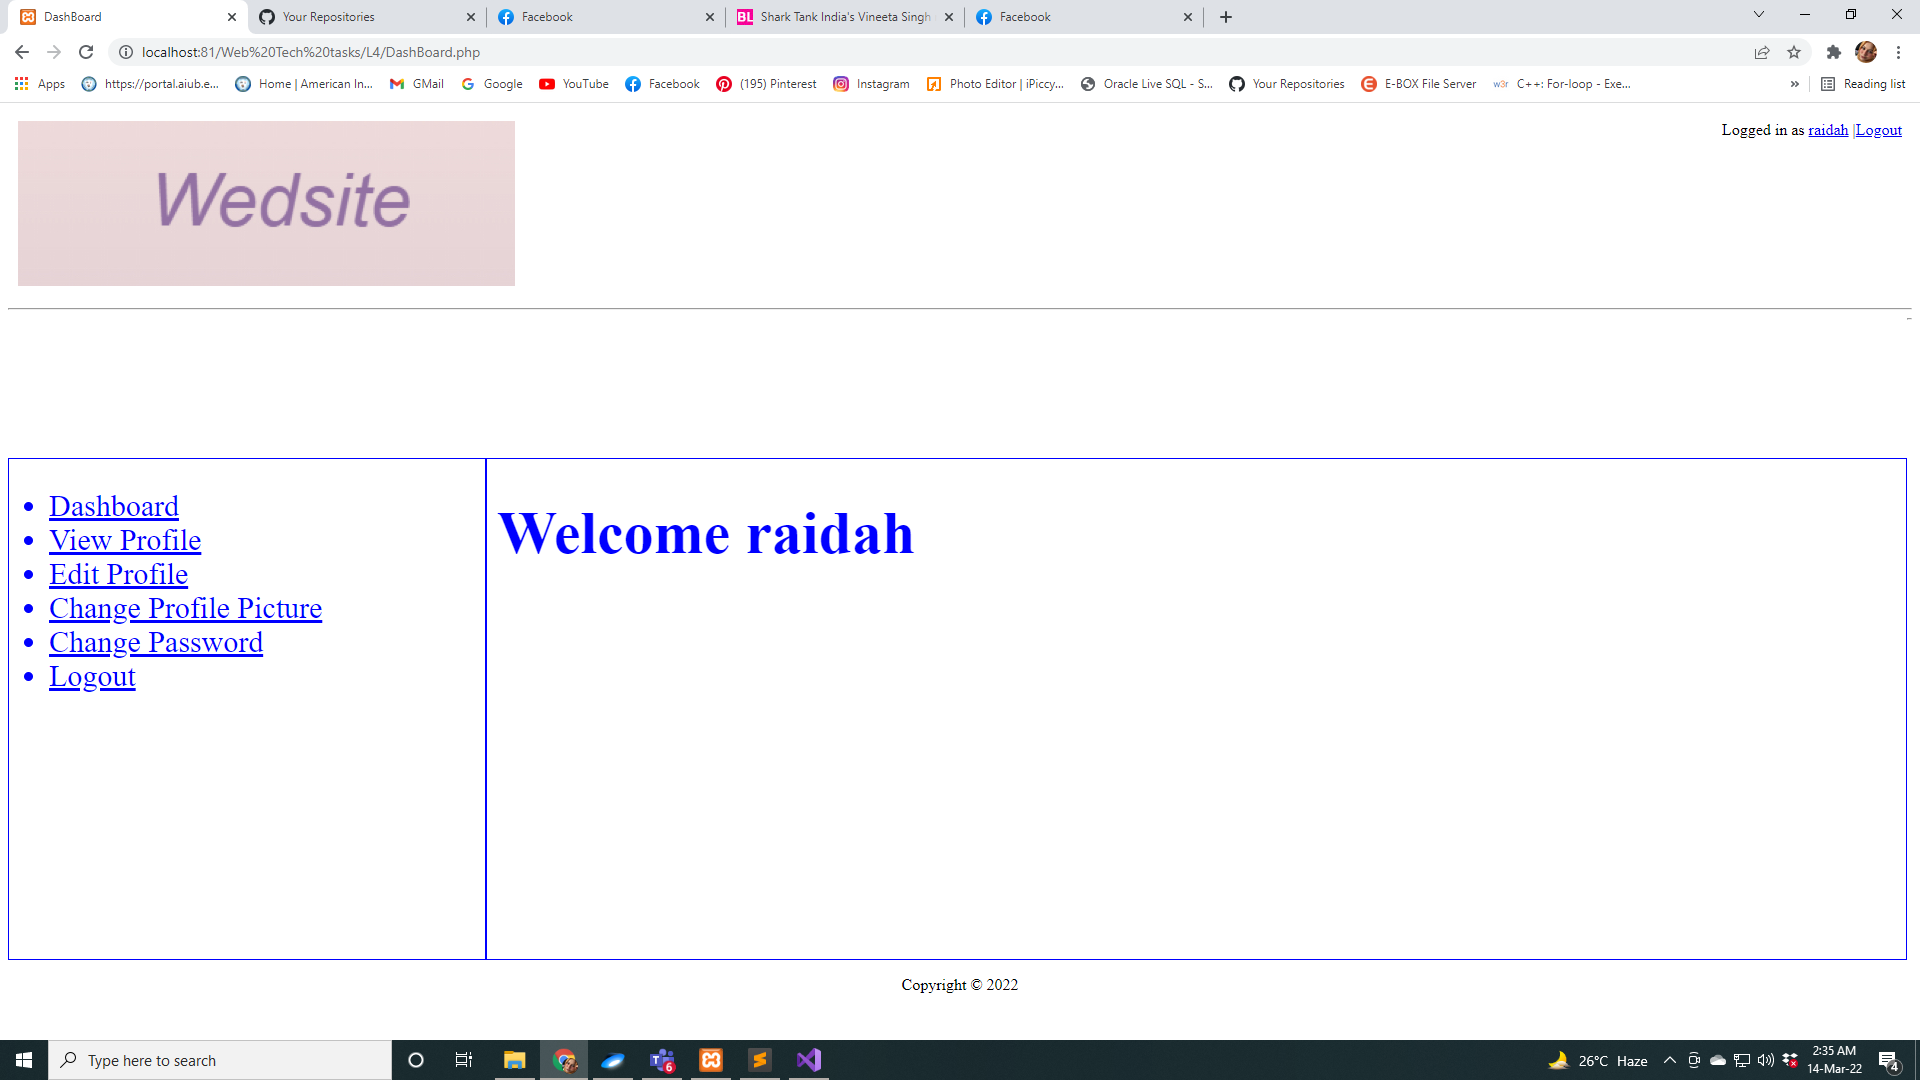 DashBoard
Your Repositories
Facebook
Shark Tank India's Vineeta Singh
Facebook
localhost:81/Web%20Tech%20tasks/L4/DashBoard.php
Apps
https://portal.aiub.e...
Home | American In...
GMail
Google
YouTube
Facebook
(195) Pinterest
Instagram
Photo Editor | iPiccy...
Oracle Live SQL - S...
Your Repositories
E-BOX File Server
w3r
C++: For-loop - Exe...
»
Reading list
BL
Wedsite
Logged in as raidah |Logout
Dashboard
View Profile
Edit Profile
Change Profile Picture
Change Password
Logout
Welcome raidah
Copyright © 2022
Type here to search
6
26°C Haze
2:35 AM
14-Mar-22
4